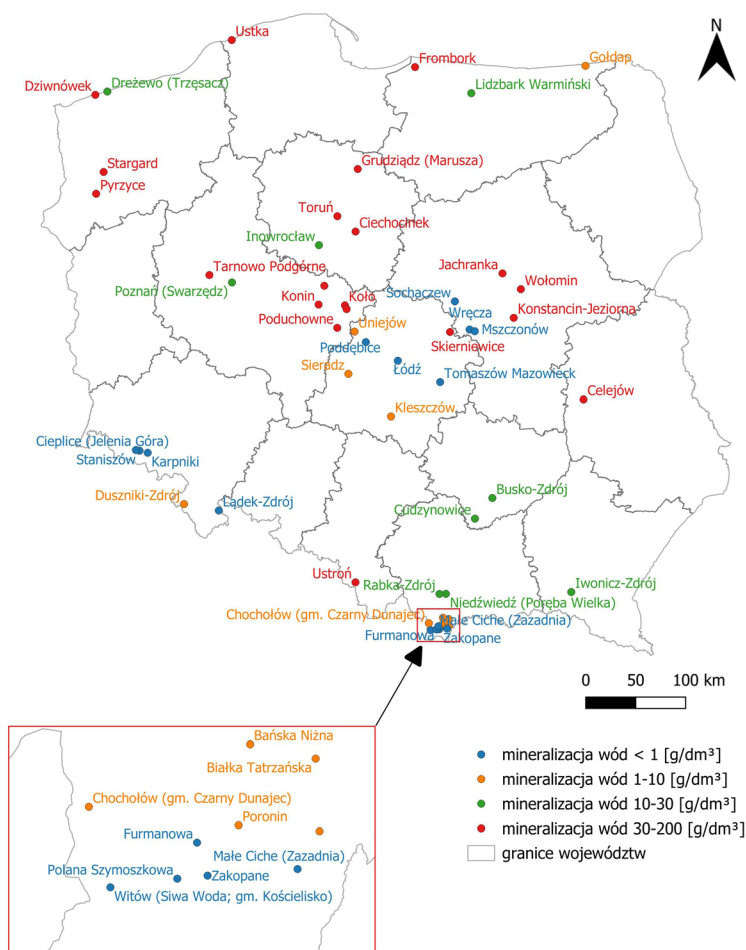 Ustka
N
Frombork
Gołdap
Dreżewo (Trzęsacz)
Dziwnówek
Lidzbark Warmiński
Stargard
Pyrzyce
Grudziądz (Marusza)
Toruń
Ciechocinek
Inowrocław
Tarnowo Podgórne
Poznań (Swarzędz)
Jachranka
Wołomin
Sochaczew
Konin
Koło
Wręcza
Konstancin-Jeziorna
Poduchowne
Uniejów
Mszczonów
Skierniewice
Poddębice
Sieradz
Łódź
Tomaszów Mazowieck
Celejów
Kleszczów
Cieplice (Jelenia Góra)
Staniszów
Karpniki
Duszniki-Zdrój
Lądek-Zdrój
Busko-Zdrój
Cudzynowice
Ustroń
Rabka-Zdrój
Iwonicz-Zdrój
Niedźwiedź (Poręba Wielka)
Chochołów (gm. Czarny Dunajec)
Małe Ciche (Zazadnia)
Furmanowa
Zakopane
0 50 100 km
Bańska Niżna
Białka Tatrzańska
Chochołów (gm. Czarny Dunajec)
Poronin
Furmanowa
Małe Ciche (Zazadnia)
Polana Szymoszkowa
Zakopane
Witów (Siwa Woda; gm. Kościelisko)
mineralizacja wód < 1 [g/dm³]
mineralizacja wód 1-10 [g/dm³]
mineralizacja wód 10-30 [g/dm³]
mineralizacja wód 30-200 [g/dm³]
granice województw